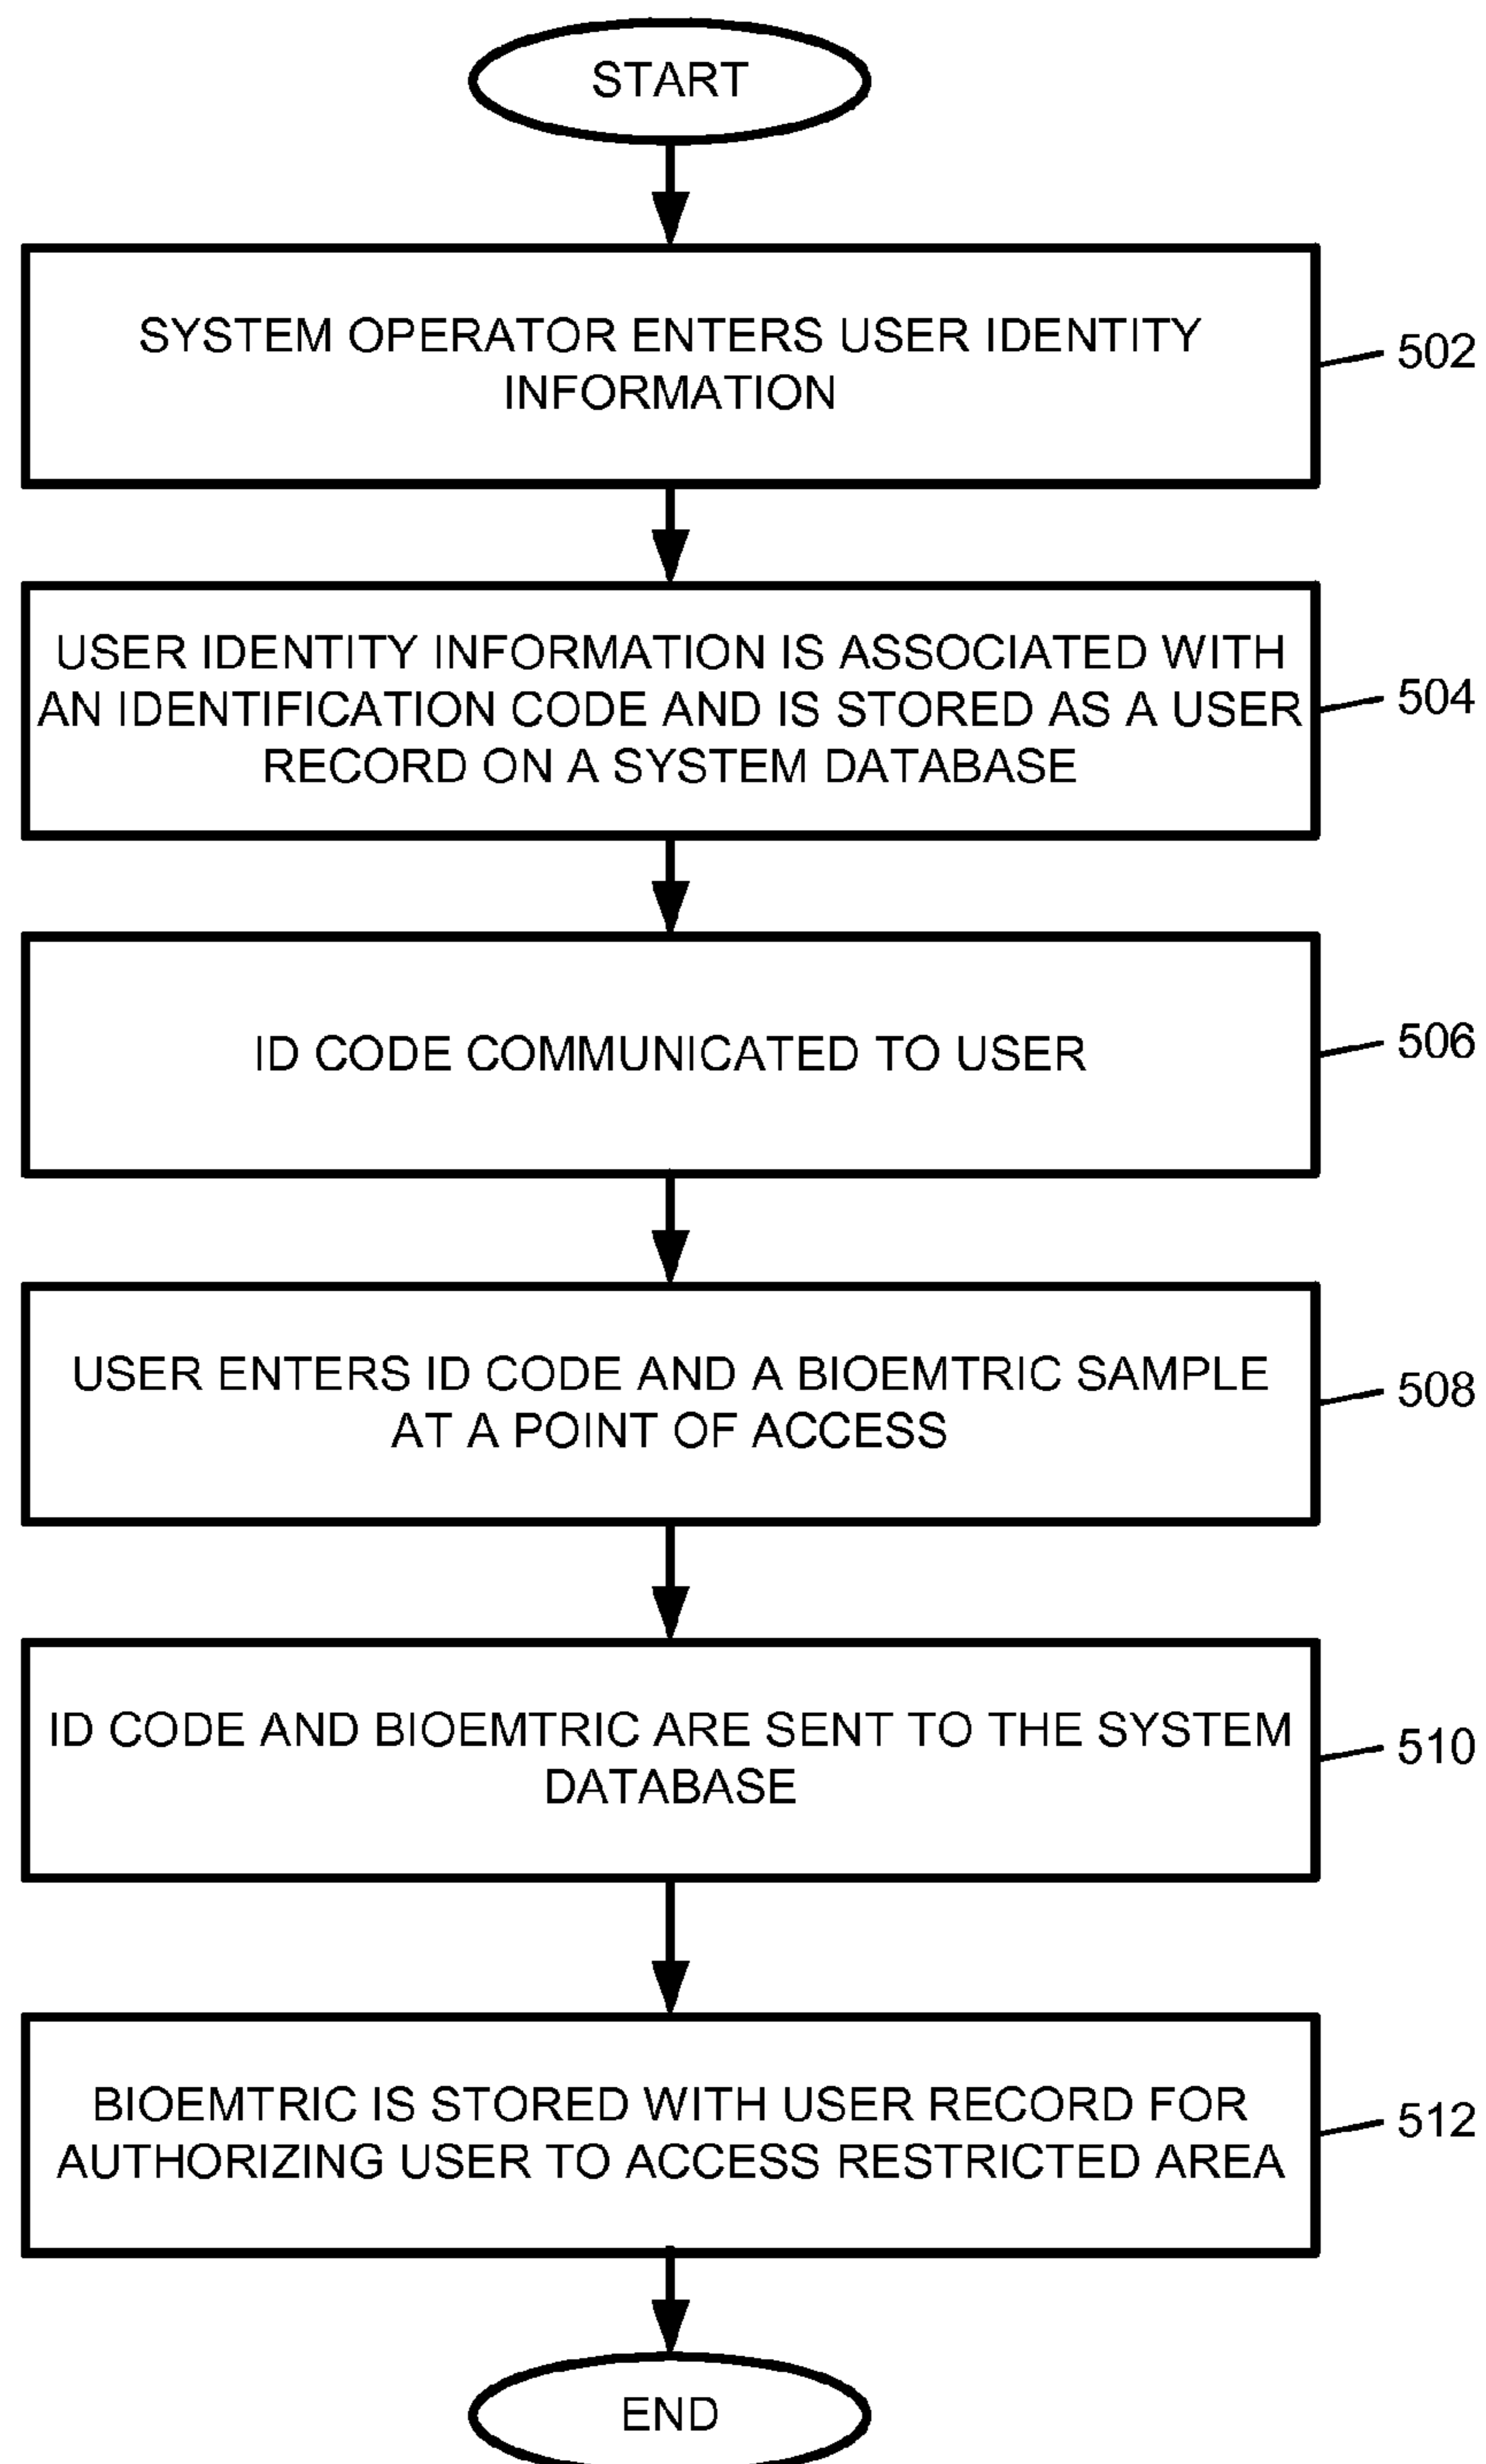 START
SYSTEM OPERATOR ENTERS USER IDENTITY
INFORMATION
502
USER IDENTITY INFORMATION IS ASSOCIATED WITH
AN IDENTIFICATION CODE AND IS STORED AS A USER
RECORD ON A SYSTEM DATABASE
504
ID CODE COMMUNICATED TO USER
506
USER ENTERS ID CODE AND A BIOEMTRIC SAMPLE
AT A POINT OF ACCESS
508
ID CODE AND BIOEMTRIC ARE SENT TO THE SYSTEM
DATABASE
510
BIOEMTRIC IS STORED WITH USER RECORD FOR
AUTHORIZING USER TO ACCESS RESTRICTED AREA
512
END